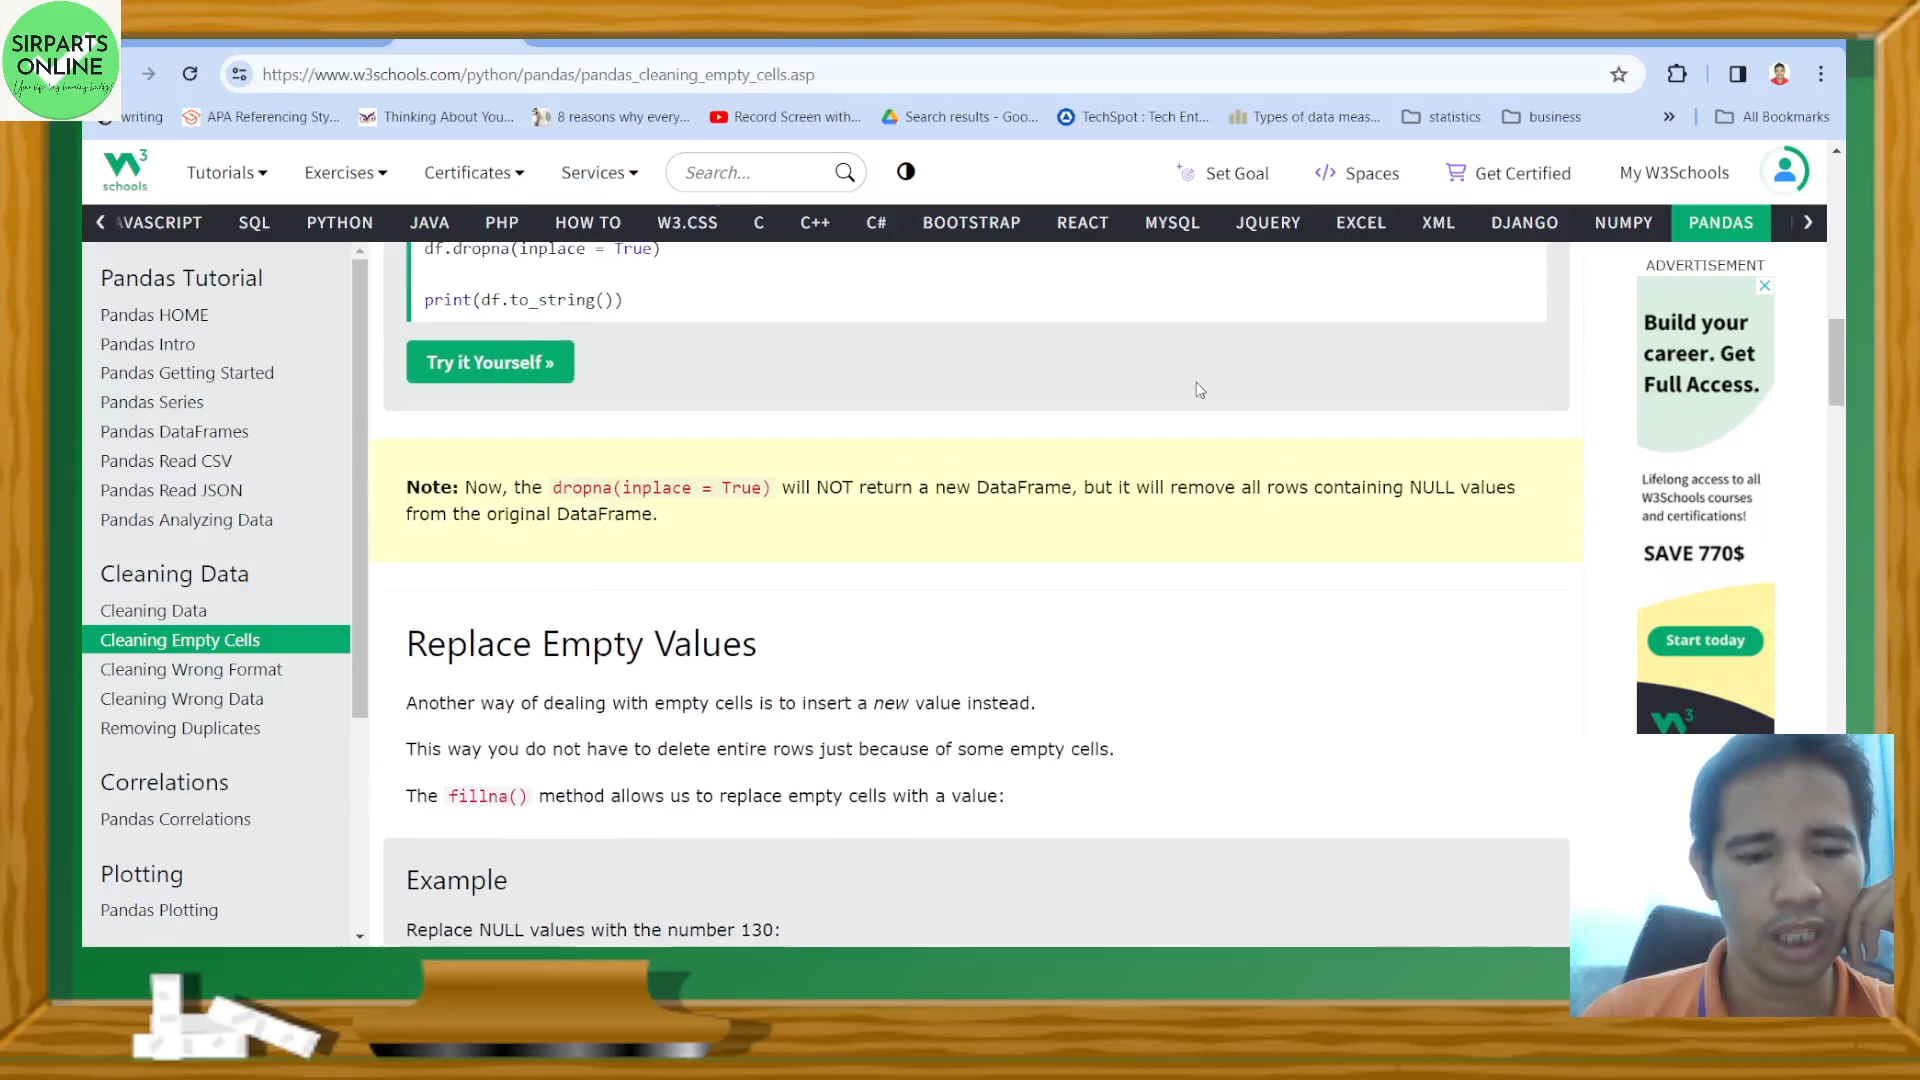 SIRPARTS
ONLINE
https://www.w3schools.com/python/pandas/pandas_cleaning_empty_cells.asp
writing
APA Referencing Sty...
Thinking About You...
8 reasons why every...
Record Screen with...
Search results - Goo...
TechSpot : Tech Ent...
Types of data meas...
statistics
business
»
All Bookmarks
W3 schools
Tutorials
Exercises
Certificates
Services
Search...
Set Goal
Spaces
Get Certified
My W3Schools
AVASCRIPT
SQL
PYTHON
JAVA
PHP
HOW TO
W3.CSS
C
C++
C#
BOOTSTRAP
REACT
MYSQL
JQUERY
EXCEL
XML
DJANGO
NUMPY
PANDAS
Pandas Tutorial
Pandas HOME
Pandas Intro
Pandas Getting Started
Pandas Series
Pandas DataFrames
Pandas Read CSV
Pandas Read JSON
Pandas Analyzing Data
Cleaning Data
Cleaning Data
Cleaning Empty Cells
Cleaning Wrong Format
Cleaning Wrong Data
Removing Duplicates
Correlations
Pandas Correlations
Plotting
Pandas Plotting
df.dropna(inplace = True)
print(df.to_string())
Try it Yourself »
Note: Now, the dropna(inplace = True) will NOT return a new DataFrame, but it will remove all rows containing NULL values
from the original DataFrame.
Replace Empty Values
Another way of dealing with empty cells is to insert a new value instead.
This way you do not have to delete entire rows just because of some empty cells.
The fillna() method allows us to replace empty cells with a value:
Example
Replace NULL values with the number 130:
ADVERTISEMENT
Build your
career. Get
Full Access.
Lifelong access to all
W3Schools courses
and certifications!
SAVE 770$
Start today
W3